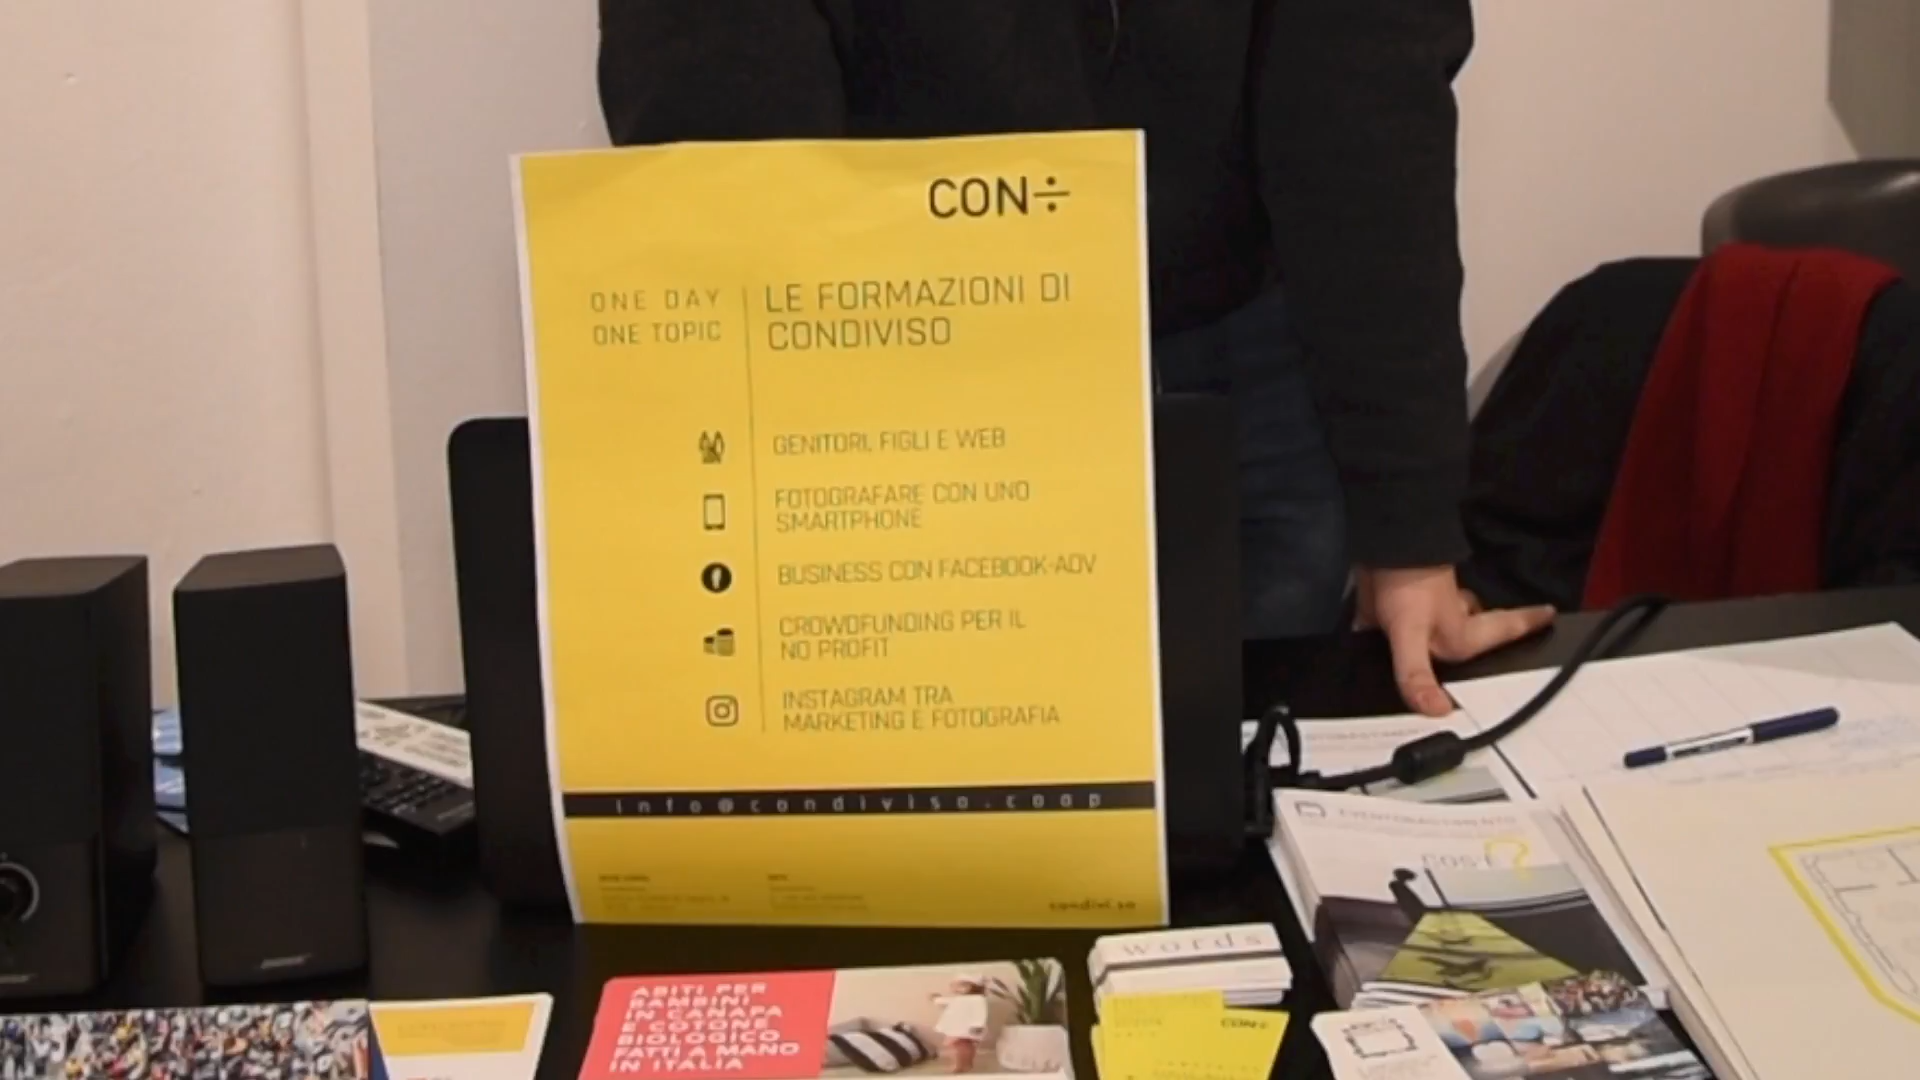 CON÷
ONE DAY
ONE TOPIC
LE FORMAZIONI DI
CONDIVISO
GENITORI, FIGLI E WEB
FOTOGRAFARE CON UNO
SMARTPHONE
BUSINESS CON FACEBOOK-ADV
CROWDFUNDING PER IL
NO PROFIT
INSTAGRAM TRA
MARKETING E FOTOGRAFIA
info@condiviso.coop
condivi.so
COS'È?
words
ABITI PER
BAMBINI
IN CANAPA
E COTONE
BIOLOGICO
FATTI A MANO
IN ITALIA
CON÷